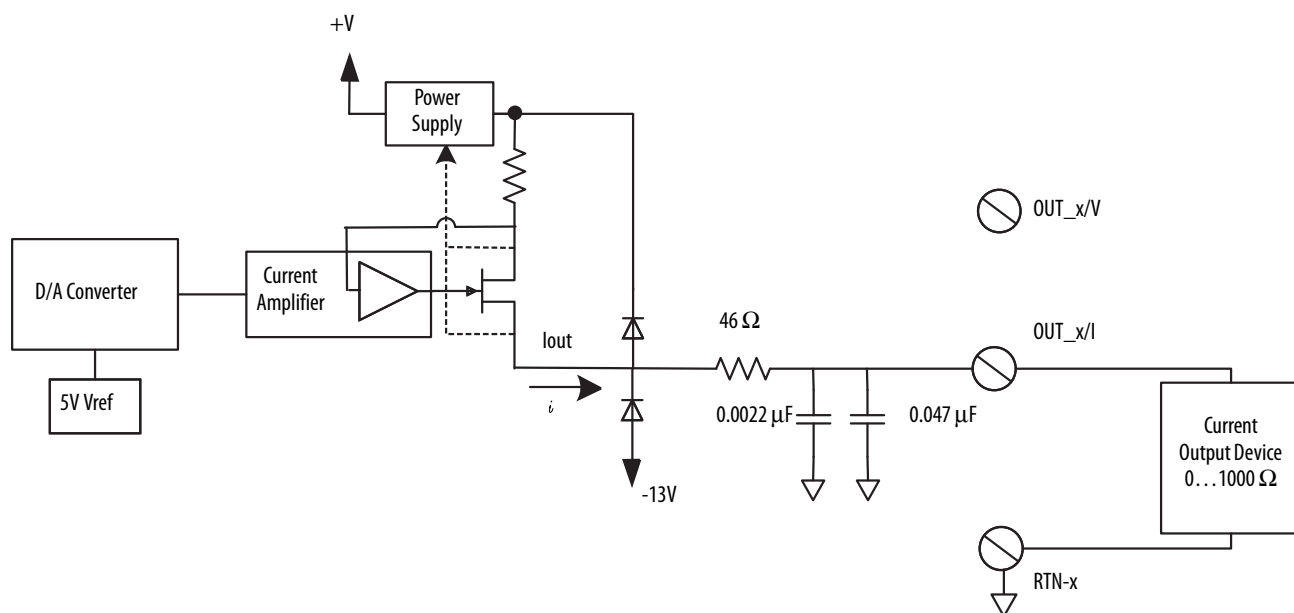 +V
Power
Supply
OUT_x/V
D/A Converter
Current
Amplifier
46 Ω
Iout
OUT_x/I
i
5V Vref
0.0022 µF
0.047 µF
Current
Output Device
0...1000 Ω
-13V
RTN-x